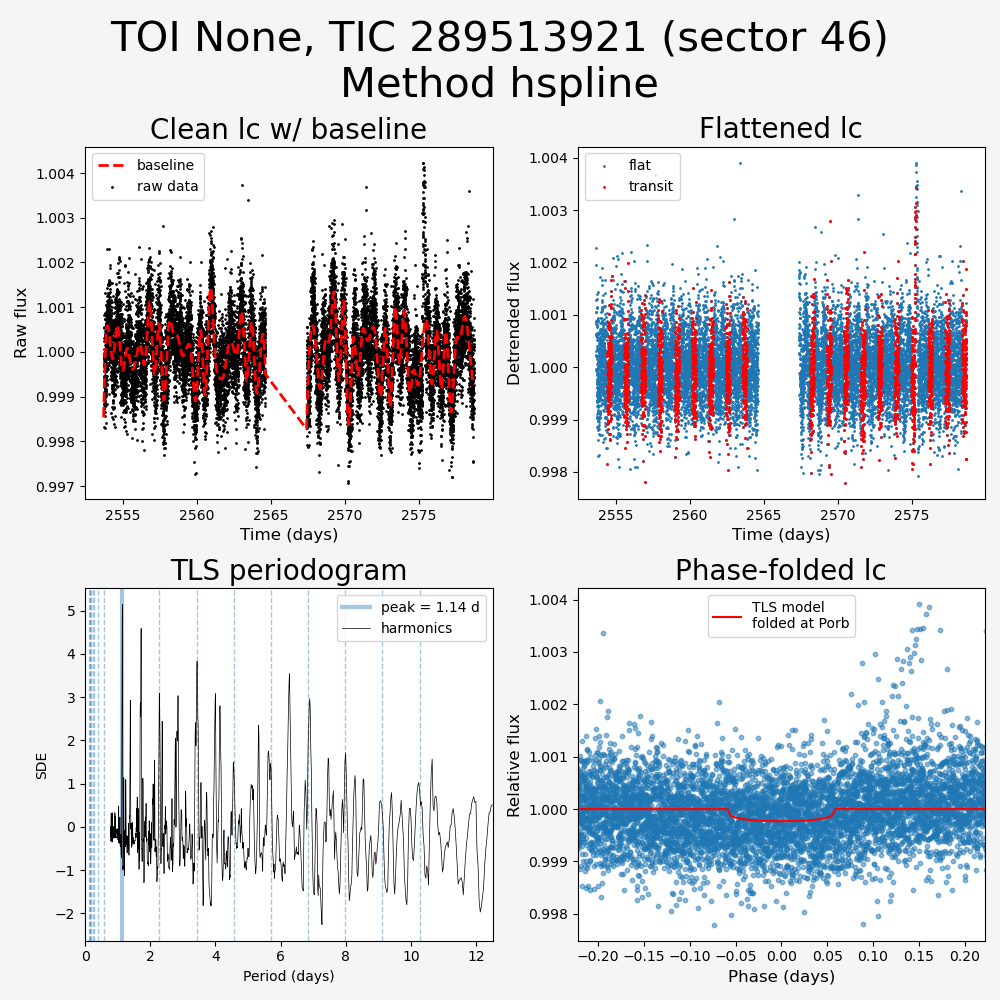 TOI None, TIC 289513921 (sector 46)
Method hspline
Clean lc w/ baseline
baseline
raw data
1.004
1.003
1.002
1.001
1.000
0.999
0.998
0.997
Raw flux
2555 2560 2565 2570 2575
Time (days)
Flattened lc
flat
transit
1.004
1.003
1.002
1.001
1.000
0.999
0.998
Detrended flux
2555 2560 2565 2570 2575
Time (days)
TLS periodogram
peak = 1.14 d
harmonics
5
4
3
2
1
0
−1
−2
SDE
0 2 4 6 8 10 12
Period (days)
Phase-folded lc
TLS model
folded at Porb
1.004
1.003
1.002
1.001
1.000
0.999
0.998
Relative flux
−0.20 −0.15 −0.10 −0.05 0.00 0.05 0.10 0.15 0.20
Phase (days)